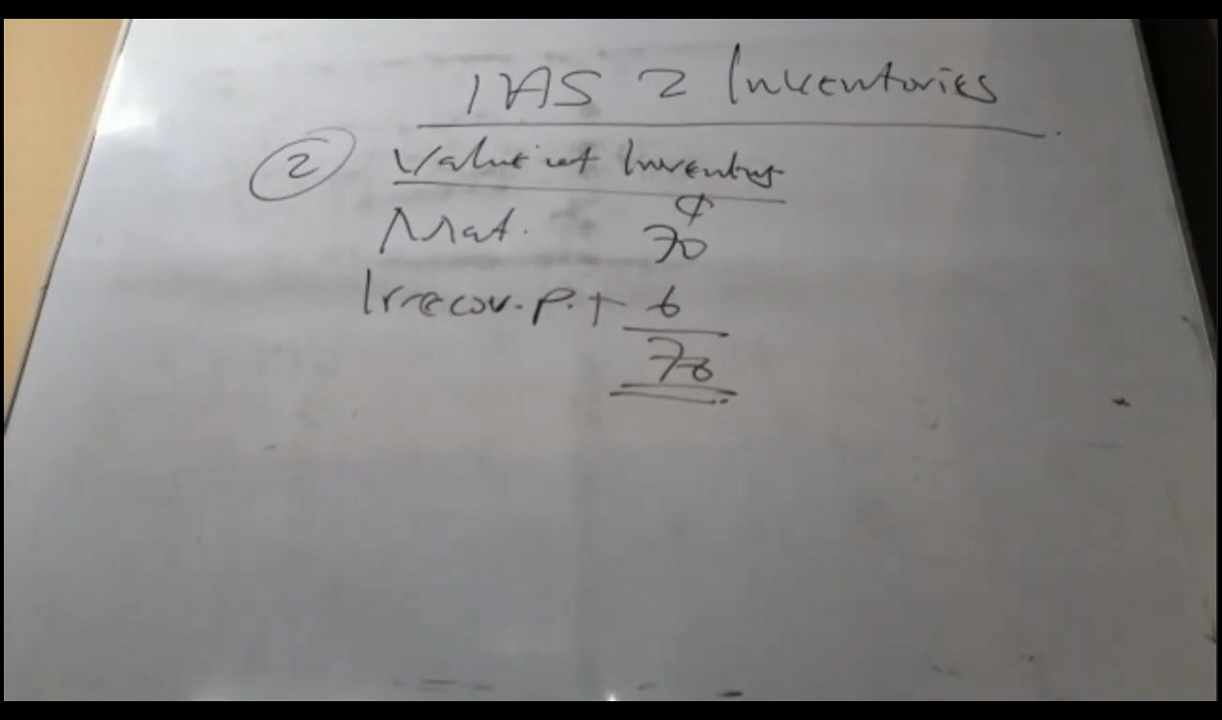 IAS 2 Inventories
② Value of Inventory
¢
Mat. 70
Irrecov. P.T 6
76